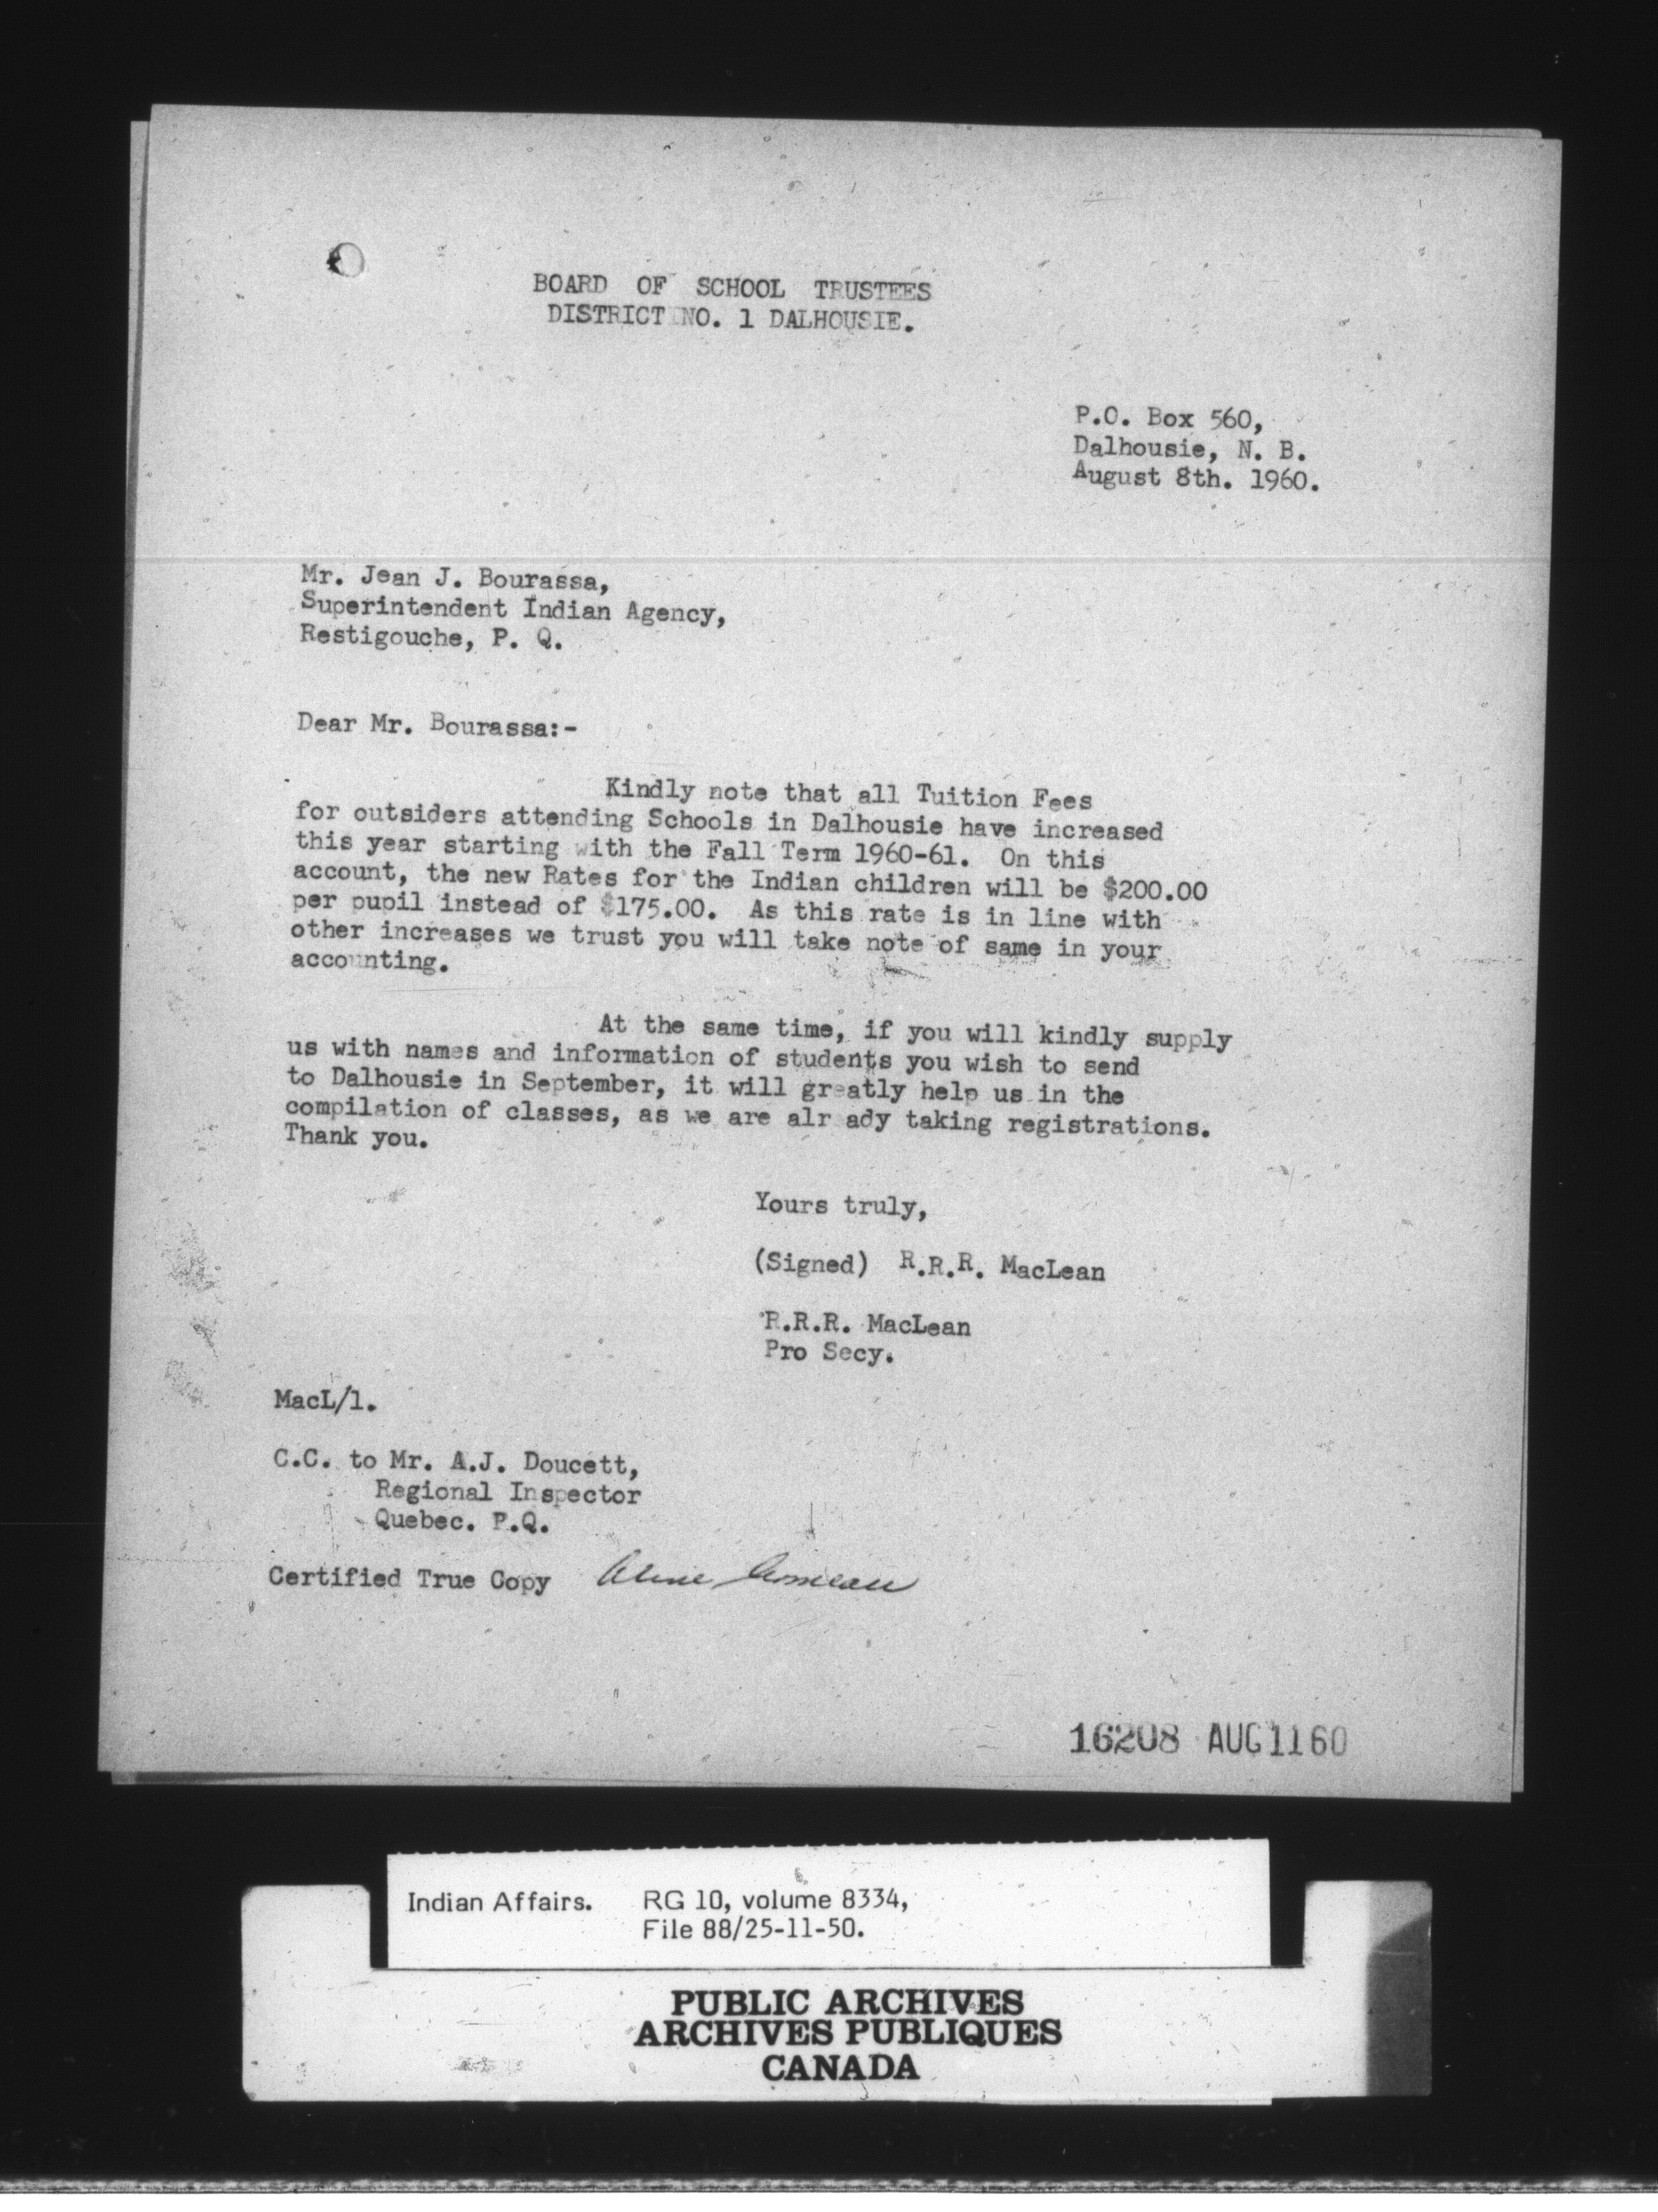 BOARD OF SCHOOL TRUSTEES
DISTRICT NO. 1 DALHOUSIE.
P.O. Box 560,
Dalhousie, N. B.
August 8th. 1960.
Mr. Jean J. Bourassa,
Superintendent Indian Agency,
Restigouche, P. Q.
Dear Mr. Bourassa:-
Kindly note that all Tuition Fees
for outsiders attending Schools in Dalhousie have increased
this year starting with the Fall Term 1960-61. On this
account, the new Rates for the Indian children will be $200.00
per pupil instead of $175.00. As this rate is in line with
other increases we trust you will take note of same in your
accounting.
At the same time, if you will kindly supply
us with names and information of students you wish to send
to Dalhousie in September, it will greatly help us in the
compilation of classes, as we are already taking registrations.
Thank you.
Yours truly,
(Signed) R.R.R. MacLean
R.R.R. MacLean
Pro Secy.
MacL/l.
C.C. to Mr. A.J. Doucett,
Regional Inspector
Quebec. P.Q.
Certified True Copy Aline Comeau
16208 AUG 11 60
Indian Affairs. RG 10, volume 8334,
File 88/25-11-50.
PUBLIC ARCHIVES
ARCHIVES PUBLIQUES
CANADA